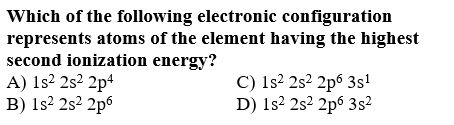 Which of the following electronic configuration
represents atoms of the element having the highest
second ionization energy?
A) 1s² 2s² 2p⁴ C) 1s² 2s² 2p⁶ 3s¹
B) 1s² 2s² 2p⁶ D) 1s² 2s² 2p⁶ 3s²